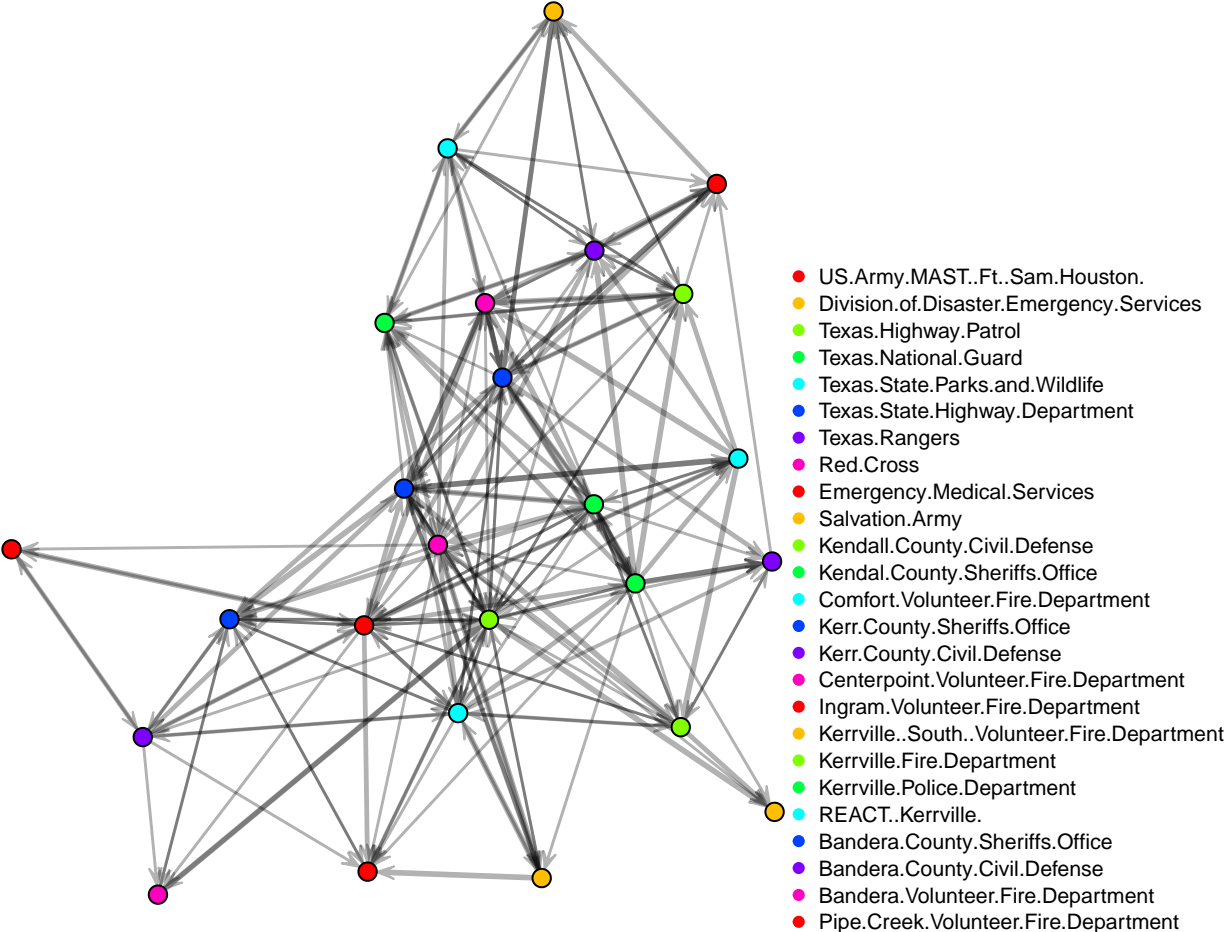 US.Army.MAST..Ft..Sam.Houston.
Division.of.Disaster.Emergency.Services
Texas.Highway.Patrol
Texas.National.Guard
Texas.State.Parks.and.Wildlife
Texas.State.Highway.Department
Texas.Rangers
Red.Cross
Emergency.Medical.Services
Salvation.Army
Kendall.County.Civil.Defense
Kendal.County.Sheriffs.Office
Comfort.Volunteer.Fire.Department
Kerr.County.Sheriffs.Office
Kerr.County.Civil.Defense
Centerpoint.Volunteer.Fire.Department
Ingram.Volunteer.Fire.Department
Kerrville..South..Volunteer.Fire.Department
Kerrville.Fire.Department
Kerrville.Police.Department
REACT..Kerrville.
Bandera.County.Sheriffs.Office
Bandera.County.Civil.Defense
Bandera.Volunteer.Fire.Department
Pipe.Creek.Volunteer.Fire.Department